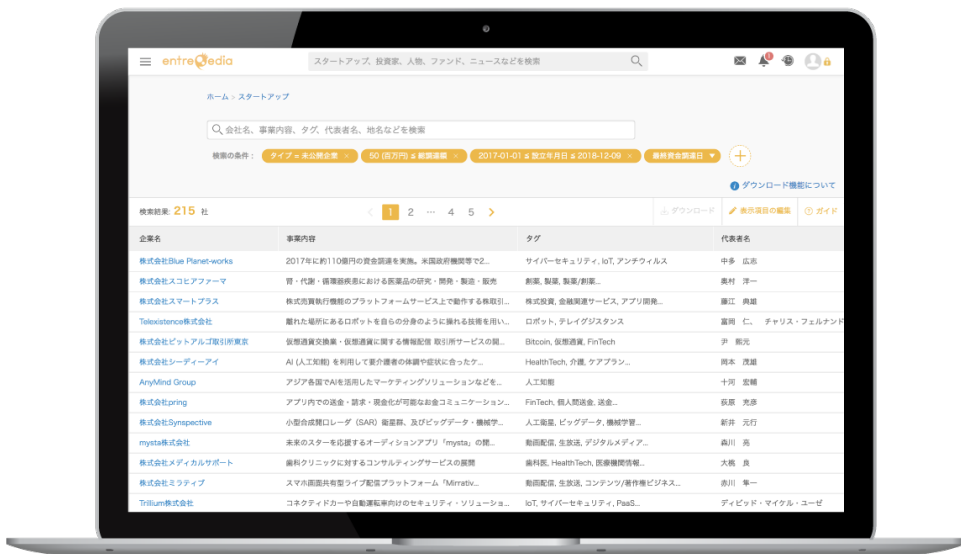 entrepedia
スタートアップ、投資家、人物、ファンド、ニュースなどを検索
1
ホーム > スタートアップ
会社名、事業内容、タグ、代表者名、地名などを検索
検索の条件： タイプ = 未公開企業 × 50 (百万円) ≤ 総調達額 × 2017-01-01 ≤ 設立年月日 ≤ 2018-12-09 × 最終資金調達日 ▼ +
ダウンロード機能について
検索結果: 215 社 < 1 2 … 4 5 > ダウンロード 表示項目の編集 ガイド
企業名 事業内容 タグ 代表者名
株式会社Blue Planet-works 2017年に約110億円の資金調達を実施。米国政府機関等で2... サイバーセキュリティ, IoT, アンチウィルス 中多 広志
株式会社スコヒアファーマ 腎・代謝・循環器疾患における医薬品の研究・開発・製造・販売 創薬, 製薬, 製薬/創薬... 奥村 洋一
株式会社スマートプラス 株式売買執行機能のプラットフォームサービス上で動作する株取引... 株式投資, 金融関連サービス, アプリ開発... 藤江 典雄
Telexistence株式会社 離れた場所にあるロボットを自らの分身のように操れる技術を用い... ロボット, テレイグジスタンス 富岡 仁、 チャリス・フェルナンド
株式会社ビットアルゴ取引所東京 仮想通貨交換業・仮想通貨に関する情報配信 取引所サービスの開... Bitcoin, 仮想通貨, FinTech 尹 熙元
株式会社シーディーアイ AI (人工知能) を利用して要介護者の体調や症状に合ったケ... HealthTech, 介護, ケアプラン... 岡本 茂雄
AnyMind Group アジア各国でAIを活用したマーケティングソリューションなどを... 人工知能 十河 宏輔
株式会社pring アプリ内での送金・請求・現金化が可能なお金コミュニケーション... FinTech, 個人間送金, 送金... 荻原 充彦
株式会社Synspective 小型合成開口レーダ（SAR）衛星群、及びビッグデータ・機械学... 人工衛星, ビッグデータ, 機械学習... 新井 元行
mysta株式会社 未来のスターを応援するオーディションアプリ「mysta」の開... 動画配信, 生放送, デジタルメディア... 森川 亮
株式会社メディカルサポート 歯科クリニックに対するコンサルティングサービスの展開 歯科医, HealthTech, 医療機関情報... 大桃 良
株式会社ミラティブ スマホ画面共有型ライブ配信プラットフォーム「Mirrativ... 動画配信, 生放送, コンテンツ/著作権ビジネス... 赤川 隼一
Trillium株式会社 コネクティドカーや自動運転車向けのセキュリティ・ソリューショ... IoT, サイバーセキュリティ, PaaS... ディビッド・マイケル・ユーゼ